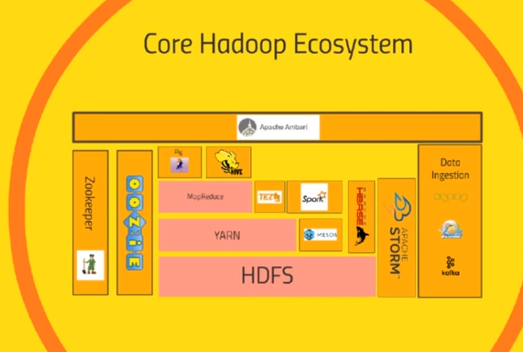 Core Hadoop Ecosystem
Apache Ambari
Zookeeper
OOZIE
Pig
HIVE
MapReduce
TEZ
Spark
HBASE
APACHE
STORM
YARN
MESOS
HDFS
Data
Ingestion
kafka